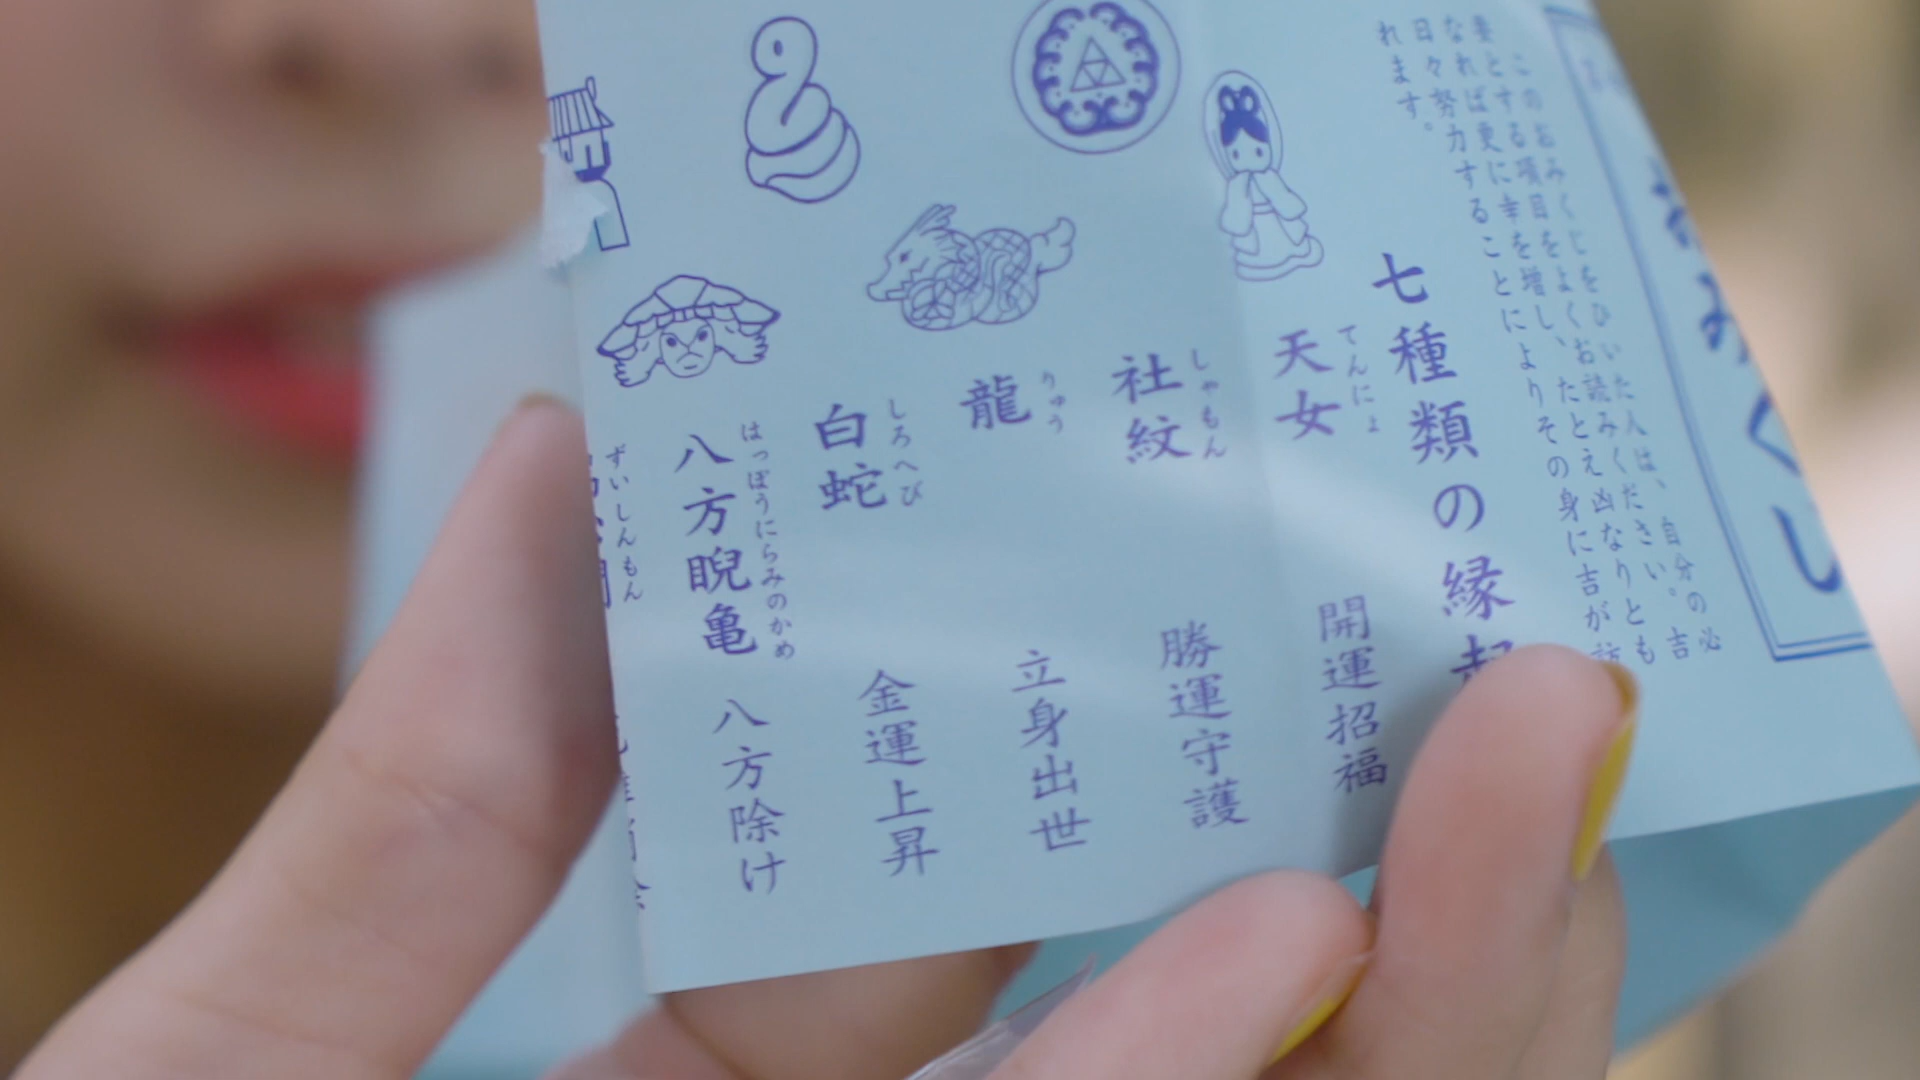 おみくじ
このおみくじをひいた人は、自分の必
要とする項目をよくお読みください。吉
なれば更に幸を増し、たとえ凶なりとも
日々努力することによりその身に吉が訪
れます。
七種類の縁起
天女 てんにょ 開運招福
社紋 しゃもん 勝運守護
龍 りゅう 立身出世
白蛇 しろへび 金運上昇
八方睨亀 はっぽうにらみのかめ 八方除け
ずいしんもん